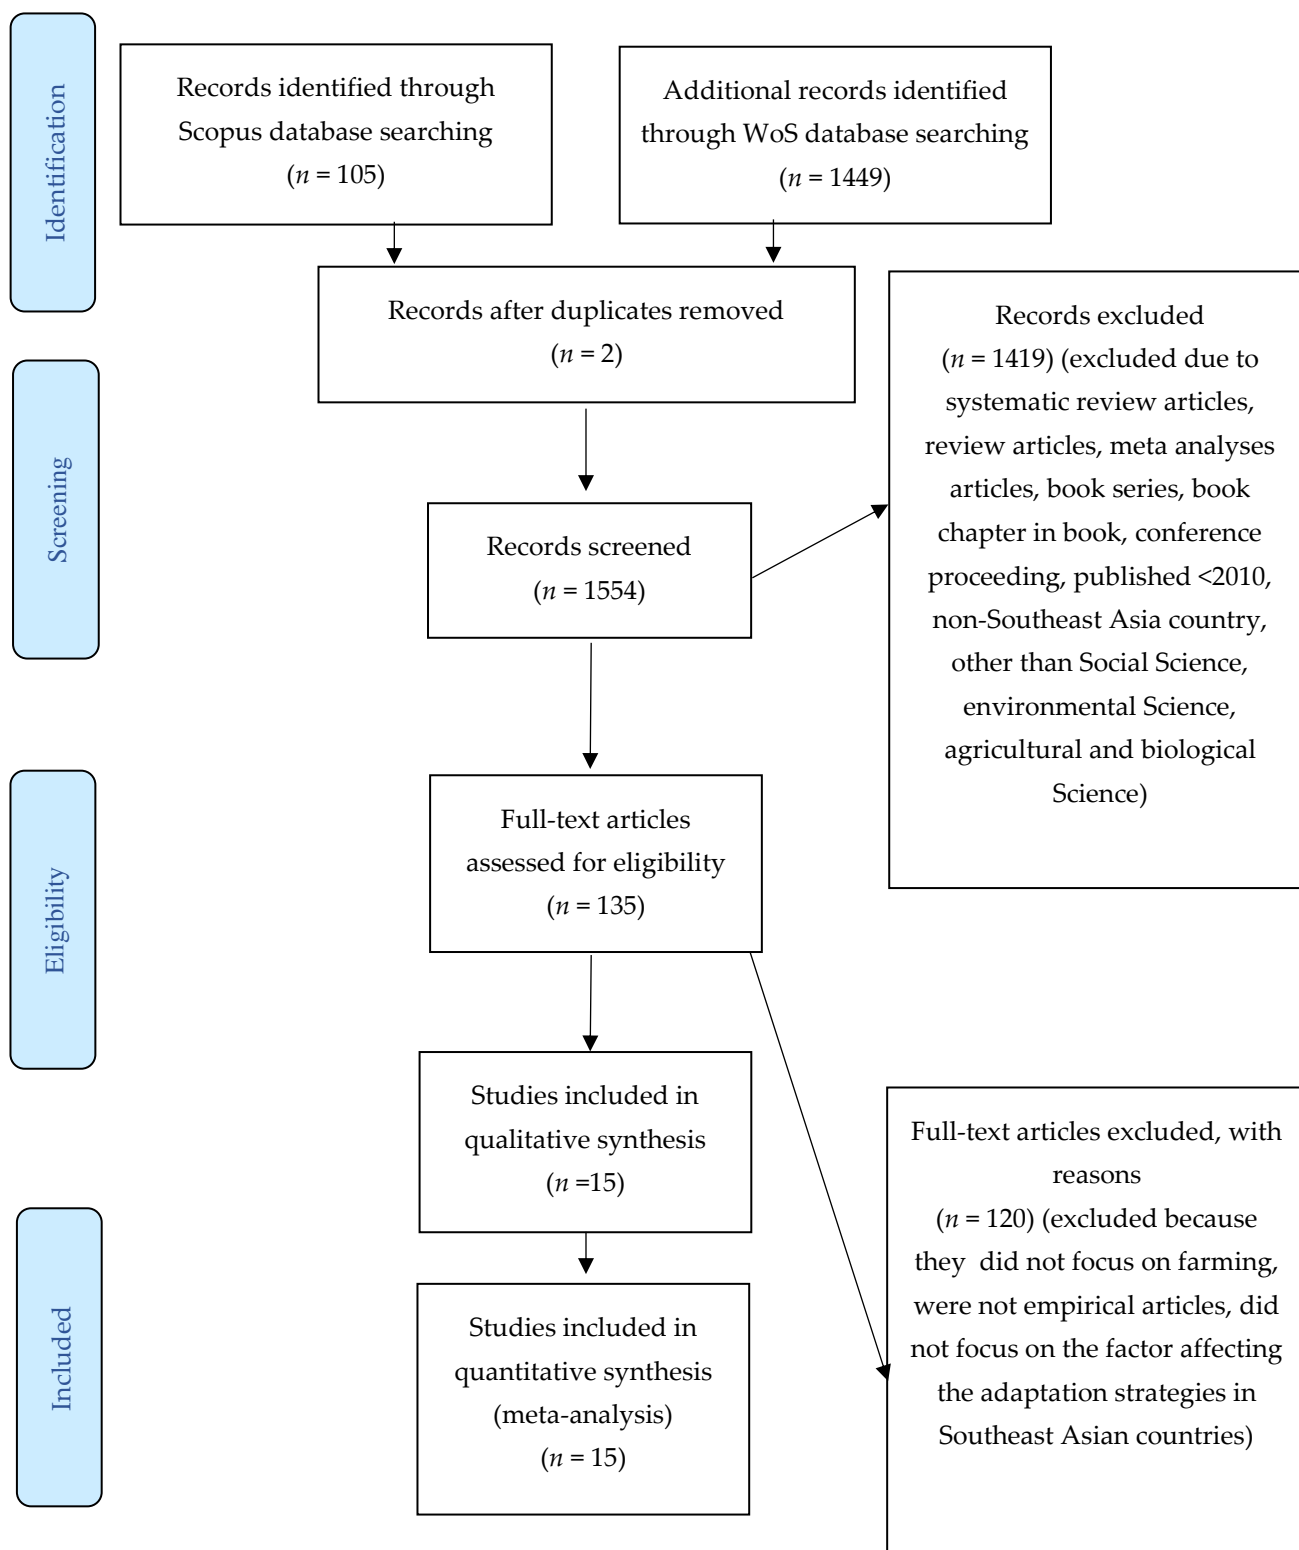 Identification
Records identified through
Scopus database searching
(n = 105)
Additional records identified
through WoS database searching
(n = 1449)
Records after duplicates removed
(n = 2)
Records excluded
(n = 1419) (excluded due to
systematic review articles,
review articles, meta analyses
articles, book series, book
chapter in book, conference
proceeding, published <2010,
non-Southeast Asia country,
other than Social Science,
environmental Science,
agricultural and biological
Science)
Screening
Records screened
(n = 1554)
Eligibility
Full-text articles
assessed for eligibility
(n = 135)
Studies included in
qualitative synthesis
(n =15)
Full-text articles excluded, with
reasons
(n = 120) (excluded because
they did not focus on farming,
were not empirical articles, did
not focus on the factor affecting
the adaptation strategies in
Southeast Asian countries)
Included
Studies included in
quantitative synthesis
(meta-analysis)
(n = 15)